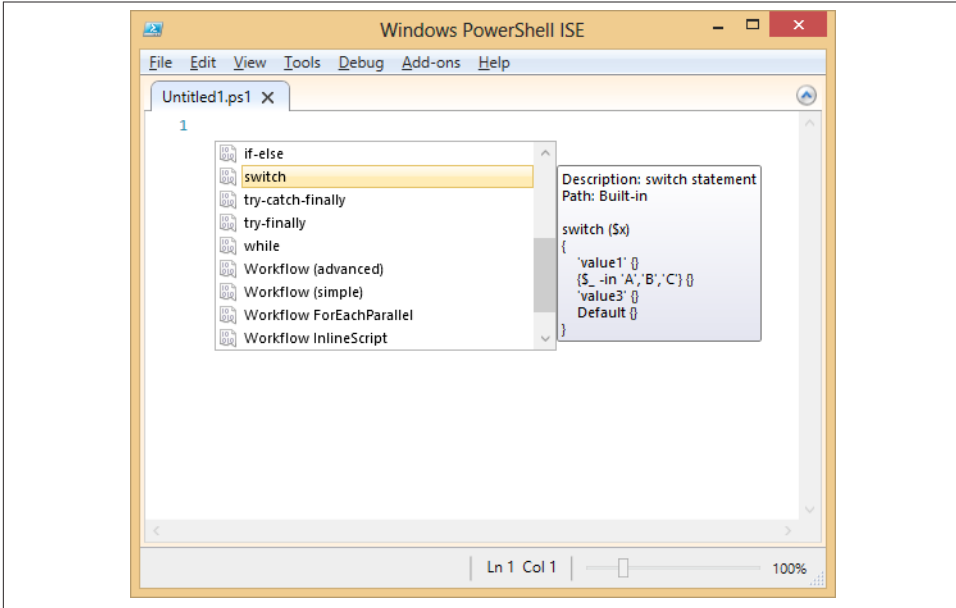 Windows PowerShell ISE
File Edit View Tools Debug Add-ons Help
Untitled1.ps1
1
if-else
switch
try-catch-finally
try-finally
while
Workflow (advanced)
Workflow (simple)
Workflow ForEachParallel
Workflow InlineScript
Description: switch statement
Path: Built-in
switch ($x)
{
'value1' {}
{$_ -in 'A','B','C'} {}
'value3' {}
Default {}
}
Ln 1 Col 1
100%